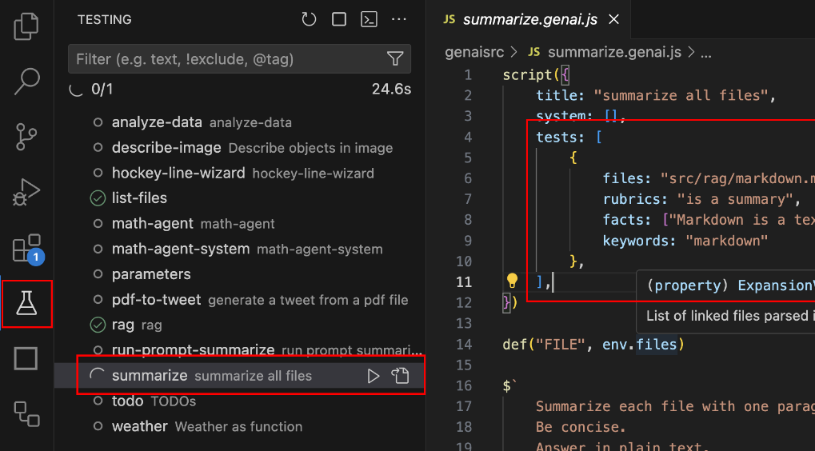 TESTING
Filter (e.g. text, !exclude, @tag)
0/1 24.6s
analyze-data analyze-data
describe-image Describe objects in image
hockey-line-wizard hockey-line-wizard
list-files
math-agent math-agent
math-agent-system math-agent-system
parameters
pdf-to-tweet generate a tweet from a pdf file
rag rag
run-prompt-summarize run prompt summari...
summarize summarize all files
todo TODOs
weather Weather as function
1
JS summarize.genai.js
genaisrc > JS summarize.genai.js > ...
1 script({
2 title: "summarize all files",
3 system: [],
4 tests: [
5 {
6 files: "src/rag/markdown.m
7 rubrics: "is a summary",
8 facts: ["Markdown is a tex
9 keywords: "markdown"
10 },
11 ],
12 })
13
14 def("FILE", env.files)
15
16 $`
17 Summarize each file with one parag
18 Be concise.
19 Answer in plain text.
(property) ExpansionV
List of linked files parsed i